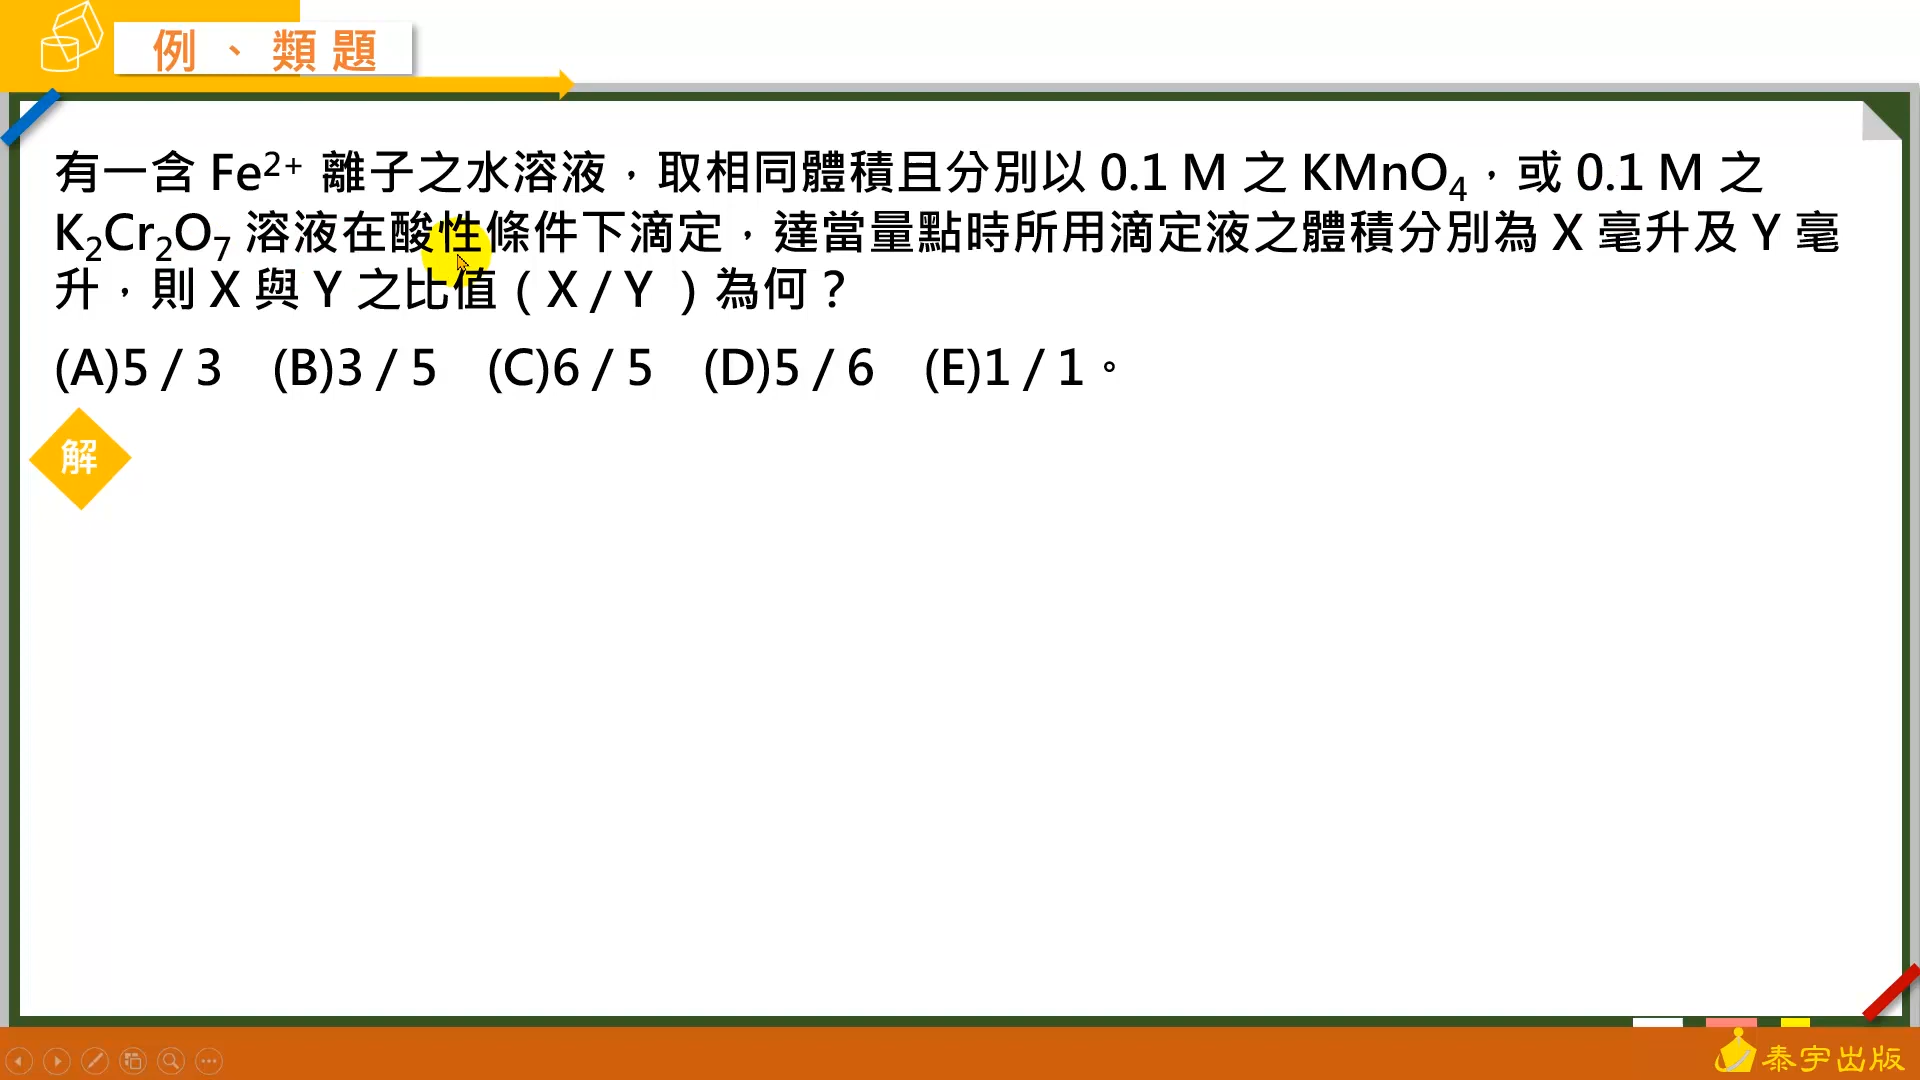 例、類題
有一含 Fe²⁺ 離子之水溶液，取相同體積且分別以 0.1 M 之 KMnO₄，或 0.1 M 之
K₂Cr₂O₇ 溶液在酸性條件下滴定，達當量點時所用滴定液之體積分別為 X 毫升及 Y 毫
升，則 X 與 Y 之比值（X / Y ）為何？
(A)5 / 3 (B)3 / 5 (C)6 / 5 (D)5 / 6 (E)1 / 1。
解
泰宇出版